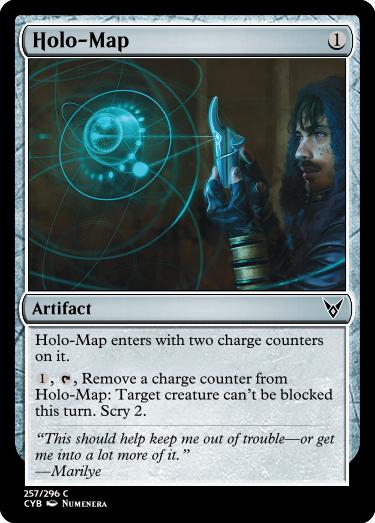 Holo-Map 1
Artifact
Holo-Map enters with two charge counters
on it.
1, , Remove a charge counter from
Holo-Map: Target creature can't be blocked
this turn. Scry 2.
"This should help keep me out of trouble—or get
me into a lot more of it."
—Marilye
257/296 C
CYB Numenera